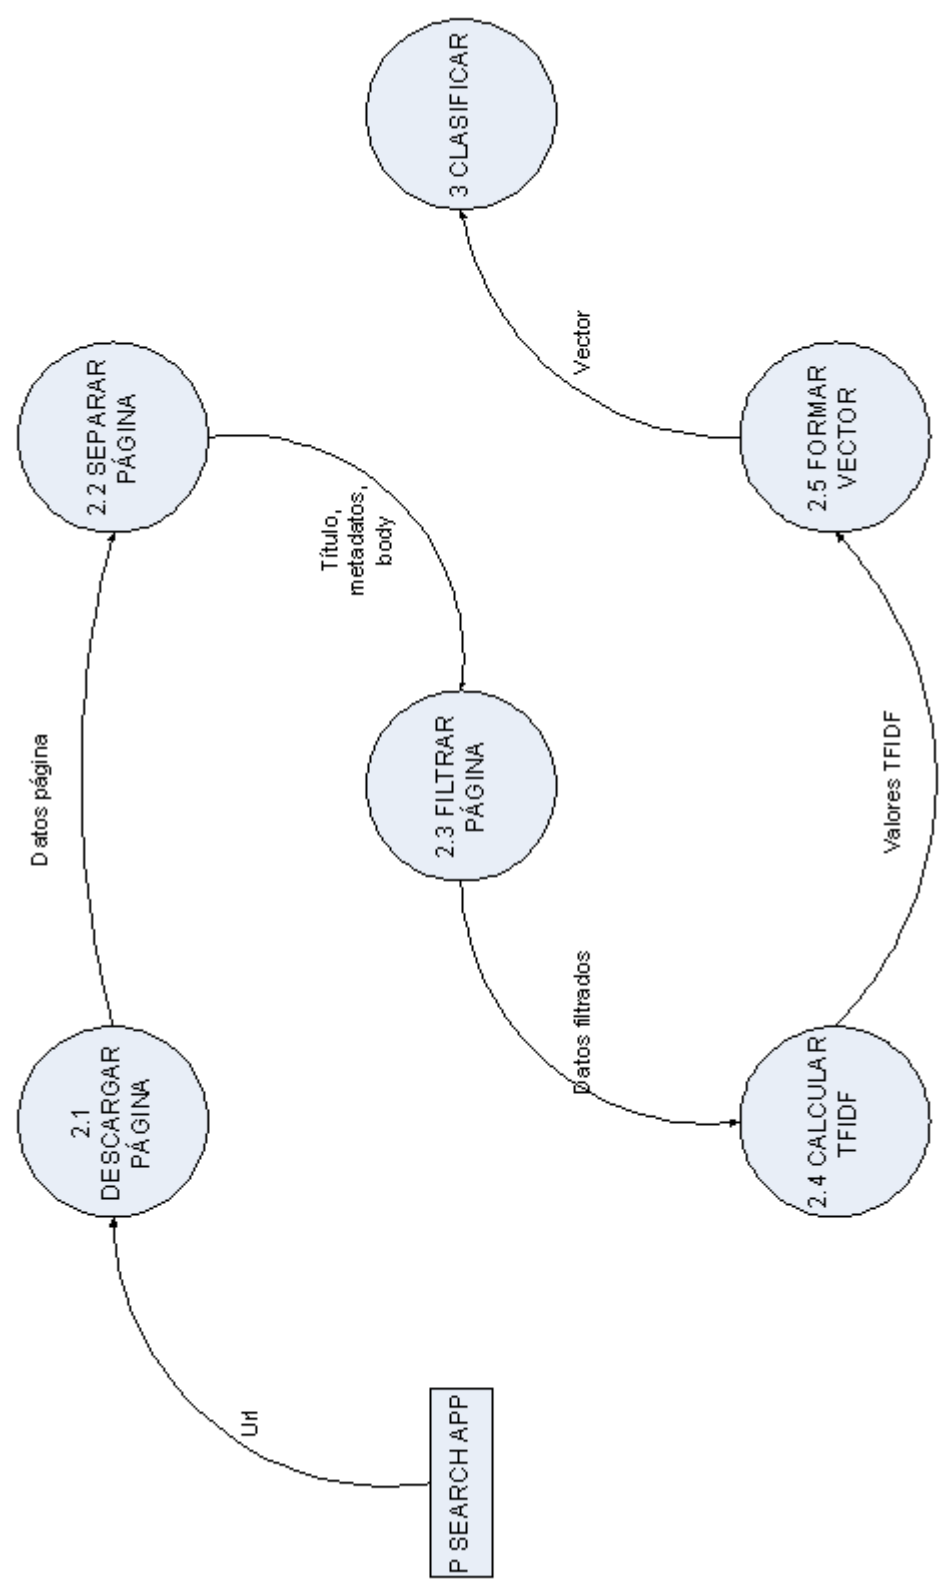 P SEARCH APP
Url
2.1
DESCARGAR
PÁGINA
Datos página
2.2 SEPARAR
PÁGINA
Título,
metadatos,
body
2.3 FILTRAR
PÁGINA
Datos filtrados
2.4 CALCULAR
TFIDF
Valores TFIDF
2.5 FORMAR
VECTOR
Vector
3 CLASIFICAR